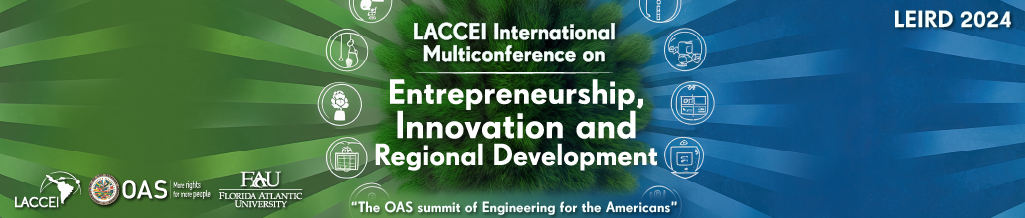 LEIRD 2024
LACCEI International
Multiconference on
Entrepreneurship,
Innovation and
Regional Development
LACCEI
OAS
More rights
for more people
FAU
FLORIDA ATLANTIC
UNIVERSITY
"The OAS summit of Engineering for the Americans"